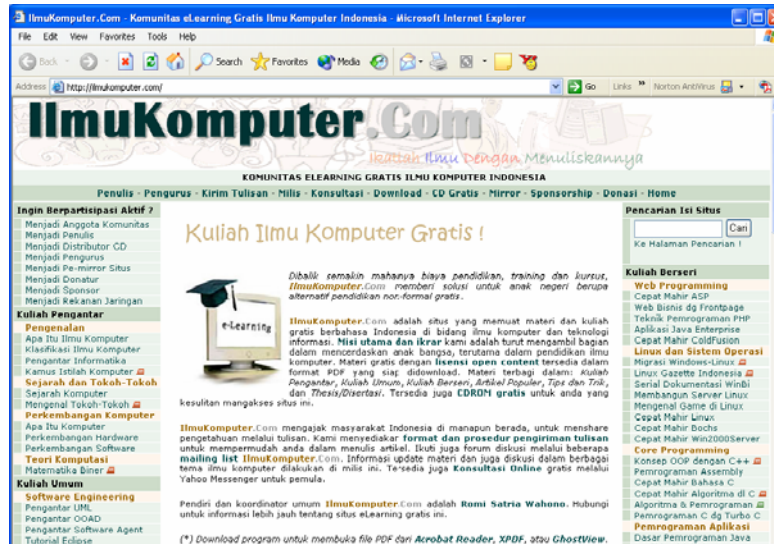 IlmuKomputer.Com - Komunitas eLearning Gratis Ilmu Komputer Indonesia - Microsoft Internet Explorer
File Edit View Favorites Tools Help
Back Search Favorites Media
Address http://ilmukomputer.com/ Go Links » Norton AntiVirus
IlmuKomputer.Com
Ikatlah Ilmu Dengan Menuliskannya
KOMUNITAS ELEARNING GRATIS ILMU KOMPUTER INDONESIA
Penulis - Pengurus - Kirim Tulisan - Milis - Konsultasi - Download - CD Gratis - Mirror - Sponsorship - Donasi - Home
Ingin Berpartisipasi Aktif ?
Menjadi Anggota Komunitas
Menjadi Penulis
Menjadi Distributor CD
Menjadi Pengurus
Menjadi Pe-mirror Situs
Menjadi Donatur
Menjadi Sponsor
Menjadi Rekanan Jaringan
Kuliah Pengantar
Pengenalan
Apa Itu Ilmu Komputer
Klasifikasi Ilmu Komputer
Pengantar Informatika
Kamus Istilah Komputer
Sejarah dan Tokoh-Tokoh
Sejarah Komputer
Mengenal Tokoh-Tokoh
Perkembangan Komputer
Apa Itu Komputer
Perkembangan Hardware
Perkembangan Software
Teori Komputasi
Matematika Biner
Kuliah Umum
Software Engineering
Pengantar UML
Pengantar OOAD
Pengantar Software Agent
Tutorial Eclipse
Kuliah Ilmu Komputer Gratis !
e-Learning
Dibalik semakin mahanya biaya pendidikan, training dan kursus,
IlmuKomputer.Com memberi solusi untuk anak negeri berupa
alternatif pendidikan non-formal gratis.
IlmuKomputer.Com adalah situs yang memuat materi dan kuliah
gratis berbahasa Indonesia di bidang ilmu komputer dan teknologi
informasi. Misi utama dan ikrar kami adalah turut mengambil bagian
dalam mencerdaskan anak bangsa, terutama dalam pendidikan ilmu
komputer. Materi gratis dengan lisensi open content tersedia dalam
format PDF yang siap didownload. Materi terbagi dalam: Kuliah
Pengantar, Kuliah Umum, Kuliah Berseri, Artikel Populer, Tips dan Trik,
dan Thesis/Disertasi. Tersedia juga CDROM gratis untuk anda yang
kesulitan mangakses situs ini.
IlmuKomputer.Com mengajak masyarakat Indonesia di manapun berada, untuk menshare
pengetahuan melalui tulisan. Kami menyediakar format dan prosedur pengiriman tulisan
untuk mempermudah anda dalam menulis artikel. Ikuti juga forum diskusi melalui beberapa
mailing list IlmuKomputer.Com. Informasi update materi dan juga diskusi dalam berbagai
tema ilmu komputer dilakukan di milis ini. Tersedia juga Konsultasi Online gratis melalui
Yahoo Messenger untuk pemula.
Pendiri dan koordinator umum IlmuKomputer.Com adalah Romi Satria Wahono. Hubungi
untuk informasi lebih jauh tentang situs eLearning gratis ini.
(*) Download program untuk membuka file PDF dari Acrobat Reader, XPDF, atau GhostView.
Pencarian Isi Situs
Cari
Ke Halaman Pencarian !
Kuliah Berseri
Web Programming
Cepat Mahir ASP
Web Bisnis dg Frontpage
Teknik Pemrograman PHP
Aplikasi Java Enterprise
Cepat Mahir ColdFusion
Linux dan Sistem Operasi
Migrasi Windows-Linux
Linux Gazette Indonesia
Serial Dokumentasi WinBi
Membangun Server Linux
Mengenal Game di Linux
Cepat Mahir Linux
Cepat Mahir Bochs
Cepat Mahir Win2000Server
Core Programming
Konsep OOP dengan C++
Pemrograman Assembly
Cepat Mahir Bahasa C
Cepat Mahir Algoritma dl C
Algoritma & Pemrograman
Pemrograman C dg Turbo C
Pemrograman Aplikasi
Dasar Pemrograman Java